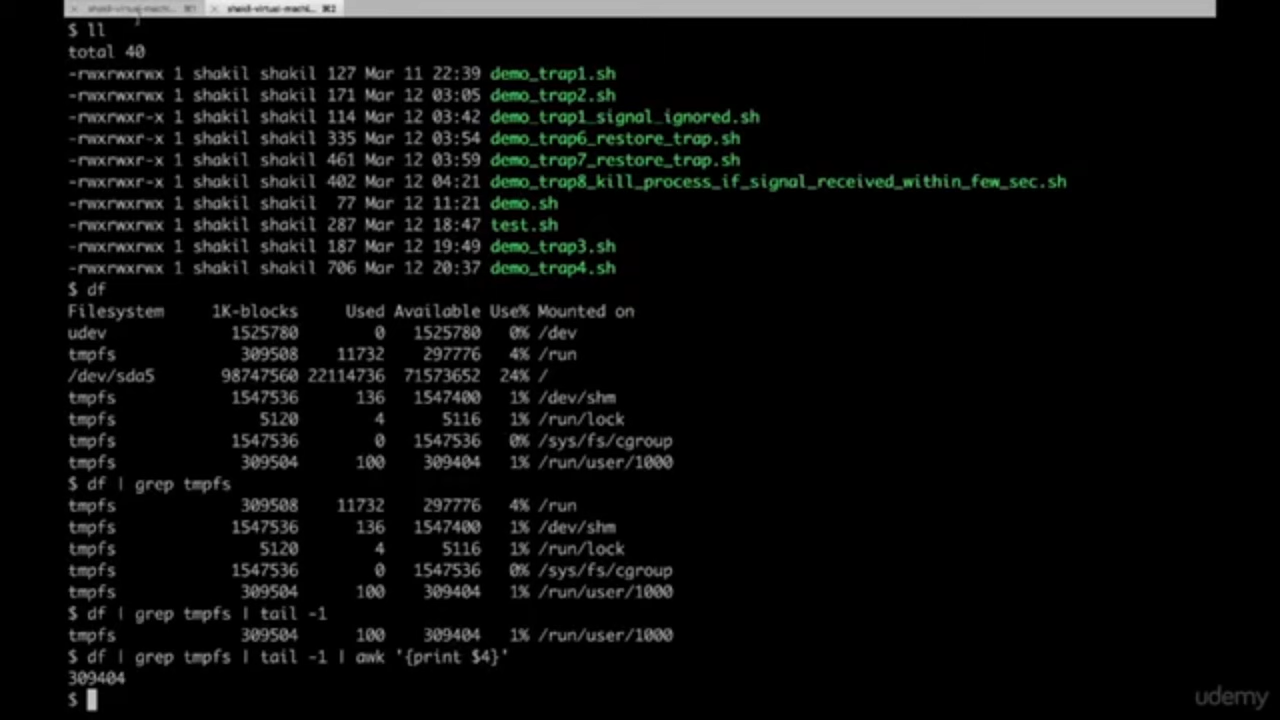 $ ll
total 40
-rwxrwxrwx 1 shakil shakil 127 Mar 11 22:39 demo_trap1.sh
-rwxrwxrwx 1 shakil shakil 171 Mar 12 03:05 demo_trap2.sh
-rwxrwxr-x 1 shakil shakil 114 Mar 12 03:42 demo_trap1_signal_ignored.sh
-rwxrwxr-x 1 shakil shakil 335 Mar 12 03:54 demo_trap6_restore_trap.sh
-rwxrwxr-x 1 shakil shakil 461 Mar 12 03:59 demo_trap7_restore_trap.sh
-rwxrwxr-x 1 shakil shakil 402 Mar 12 04:21 demo_trap8_kill_process_if_signal_received_within_few_sec.sh
-rwxrwxrwx 1 shakil shakil  77 Mar 12 11:21 demo.sh
-rwxrwxrwx 1 shakil shakil 287 Mar 12 18:47 test.sh
-rwxrwxrwx 1 shakil shakil 187 Mar 12 19:49 demo_trap3.sh
-rwxrwxrwx 1 shakil shakil 706 Mar 12 20:37 demo_trap4.sh
$ df
Filesystem     1K-blocks     Used Available Use% Mounted on
udev             1525780        0   1525780   0% /dev
tmpfs             309508    11732    297776   4% /run
/dev/sda5       98747560 22114736  71573652  24% /
tmpfs            1547536      136   1547400   1% /dev/shm
tmpfs               5120        4      5116   1% /run/lock
tmpfs            1547536        0   1547536   0% /sys/fs/cgroup
tmpfs             309504      100    309404   1% /run/user/1000
$ df | grep tmpfs
tmpfs             309508    11732    297776   4% /run
tmpfs            1547536      136   1547400   1% /dev/shm
tmpfs               5120        4      5116   1% /run/lock
tmpfs            1547536        0   1547536   0% /sys/fs/cgroup
tmpfs             309504      100    309404   1% /run/user/1000
$ df | grep tmpfs | tail -1
tmpfs             309504      100    309404   1% /run/user/1000
$ df | grep tmpfs | tail -1 | awk '{print $4}'
309404
$
udemy